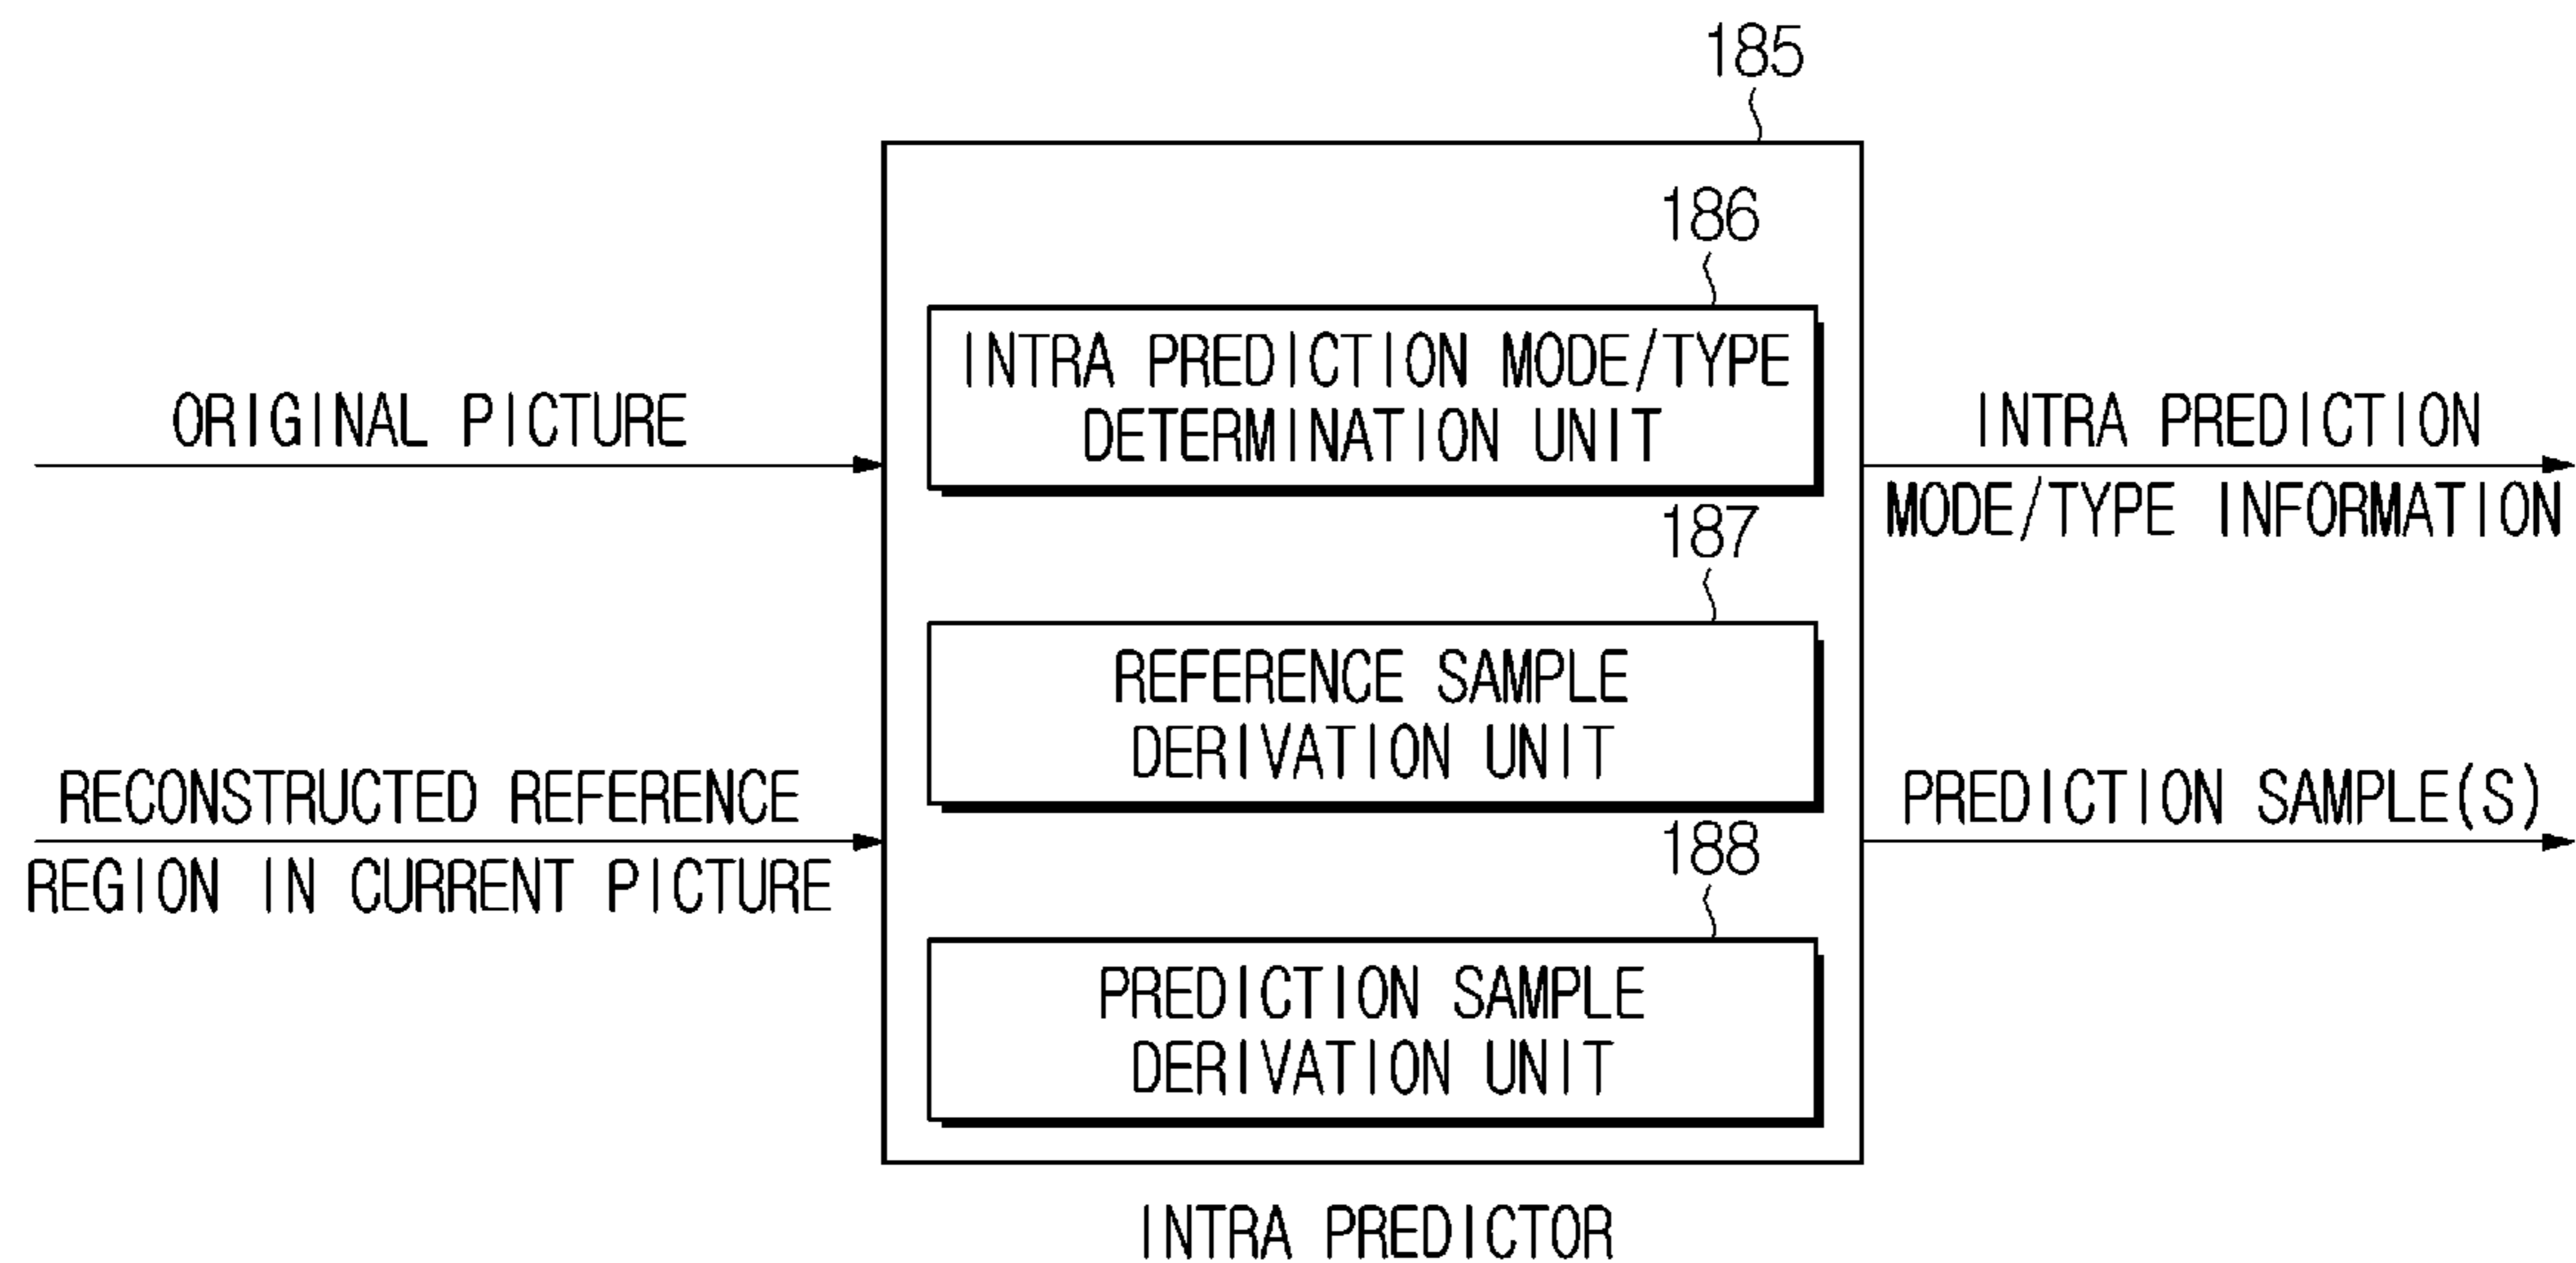 185
186
INTRA PREDICTION MODE/TYPE
DETERMINATION UNIT
ORIGINAL PICTURE
INTRA PREDICTION
MODE/TYPE INFORMATION
187
REFERENCE SAMPLE
DERIVATION UNIT
RECONSTRUCTED REFERENCE
REGION IN CURRENT PICTURE
PREDICTION SAMPLE(S)
188
PREDICTION SAMPLE
DERIVATION UNIT
INTRA PREDICTOR